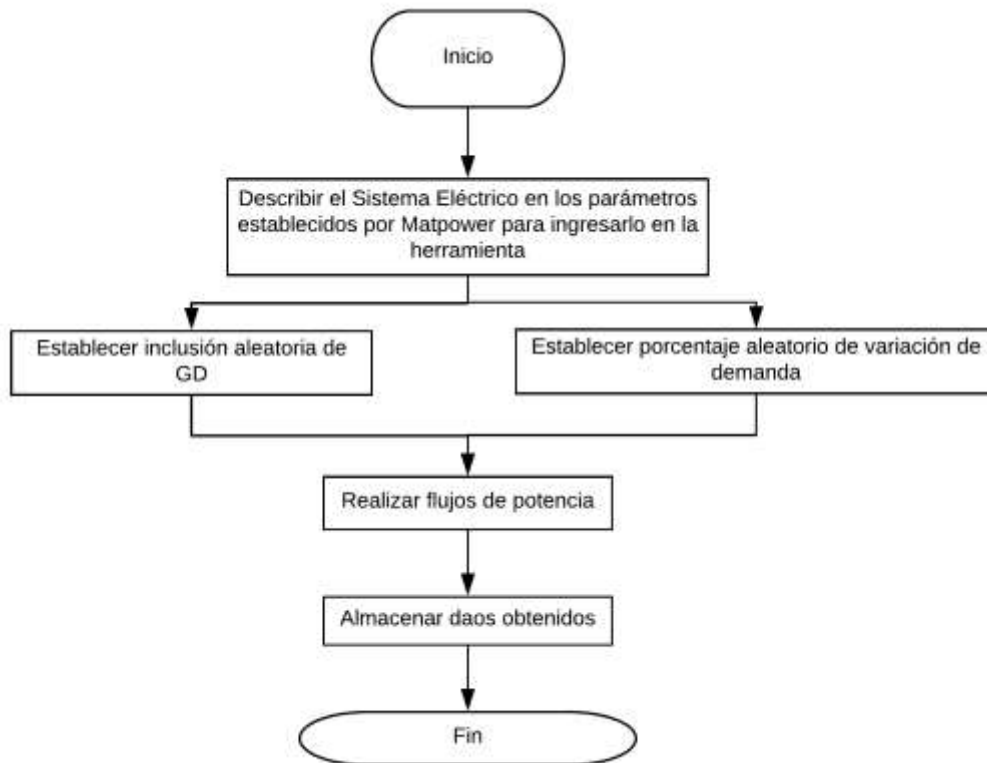 Inicio
Describir el Sistema Eléctrico en los parámetros
establecidos por Matpower para ingresarlo en la
herramienta
Establecer inclusión aleatoria de
GD
Establecer porcentaje aleatorio de variación de
demanda
Realizar flujos de potencia
Almacenar daos obtenidos
Fin